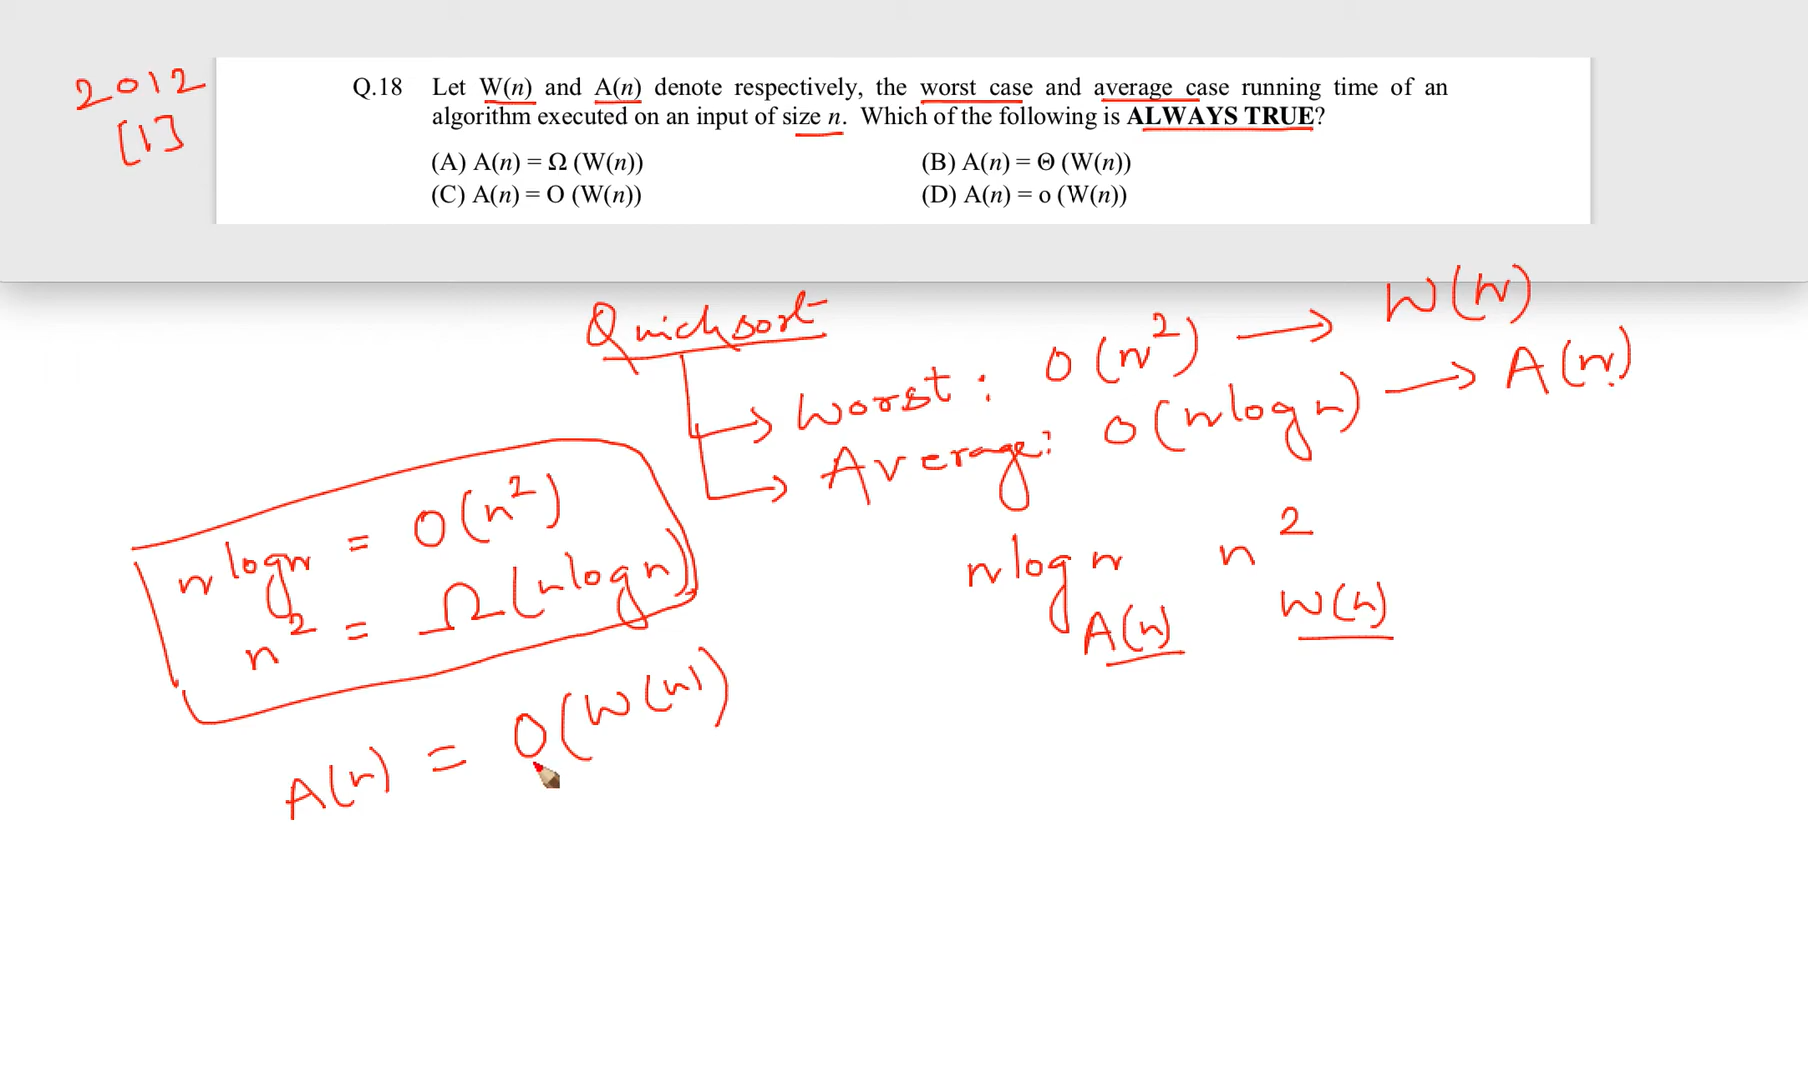 2012
[1]
Q.18 Let W(n) and A(n) denote respectively, the worst case and average case running time of an
algorithm executed on an input of size n. Which of the following is ALWAYS TRUE?
(A) A(n) = Ω (W(n))
(B) A(n) = Θ (W(n))
(C) A(n) = O (W(n))
(D) A(n) = o (W(n))
Quicksort
Worst: O(n²) → W(n)
Average: O(nlogn) → A(n)
nlogn = O(n²)
n² = Ω(nlogn)
nlogn n²
A(n) W(n)
A(n) = O(W(n))